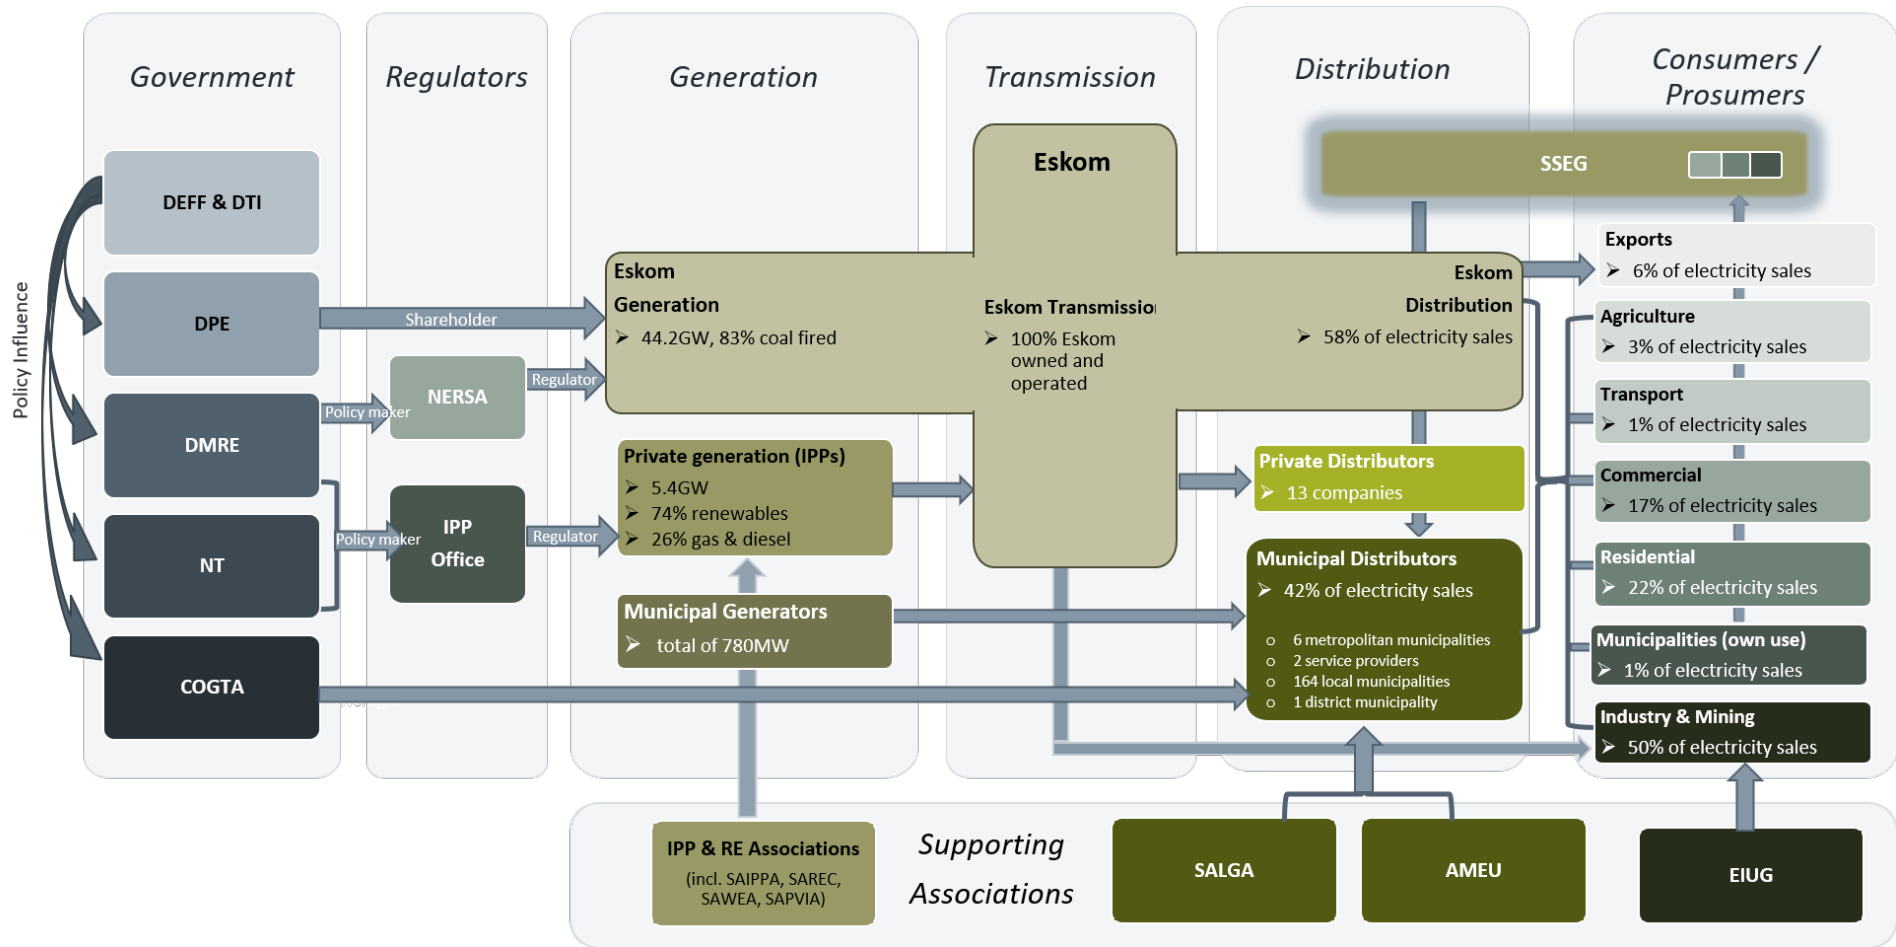 Government
Regulators
Generation
Transmission
Distribution
Consumers /
Prosumers
Policy Influence
DEFF & DTI
DPE
DMRE
NT
COGTA
Shareholder
Policy maker
Policy maker
NERSA
IPP
Office
Regulator
Regulator
Eskom
Eskom
Generation
➢ 44.2GW, 83% coal fired
Eskom Transmissio
➢ 100% Eskom
owned and
operated
Eskom
Distribution
➢ 58% of electricity sales
Private generation (IPPs)
➢ 5.4GW
➢ 74% renewables
➢ 26% gas & diesel
Municipal Generators
➢ total of 780MW
Private Distributors
➢ 13 companies
Municipal Distributors
➢ 42% of electricity sales
o 6 metropolitan municipalities
o 2 service providers
o 164 local municipalities
o 1 district municipality
SSEG
Exports
➢ 6% of electricity sales
Agriculture
➢ 3% of electricity sales
Transport
➢ 1% of electricity sales
Commercial
➢ 17% of electricity sales
Residential
➢ 22% of electricity sales
Municipalities (own use)
➢ 1% of electricity sales
Industry & Mining
➢ 50% of electricity sales
IPP & RE Associations
(incl. SAIPPA, SAREC,
SAWEA, SAPVIA)
Supporting
Associations
SALGA
AMEU
EIUG